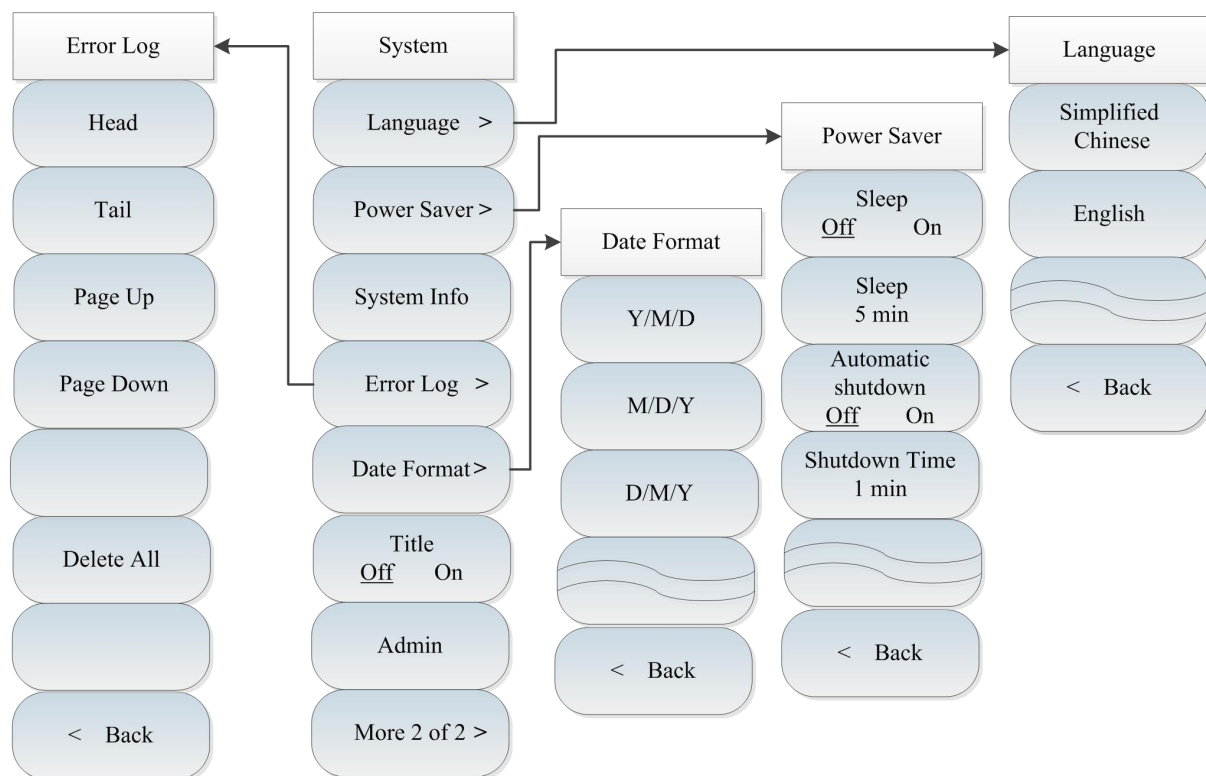 Error Log
Head
Tail
Page Up
Page Down
Delete All
< Back
System
Language >
Power Saver >
System Info
Error Log >
Date Format >
Title
Off On
Admin
More 2 of 2 >
Date Format
Y/M/D
M/D/Y
D/M/Y
< Back
Power Saver
Sleep
Off On
Sleep
5 min
Automatic
shutdown
Off On
Shutdown Time
1 min
< Back
Language
Simplified
Chinese
English
< Back